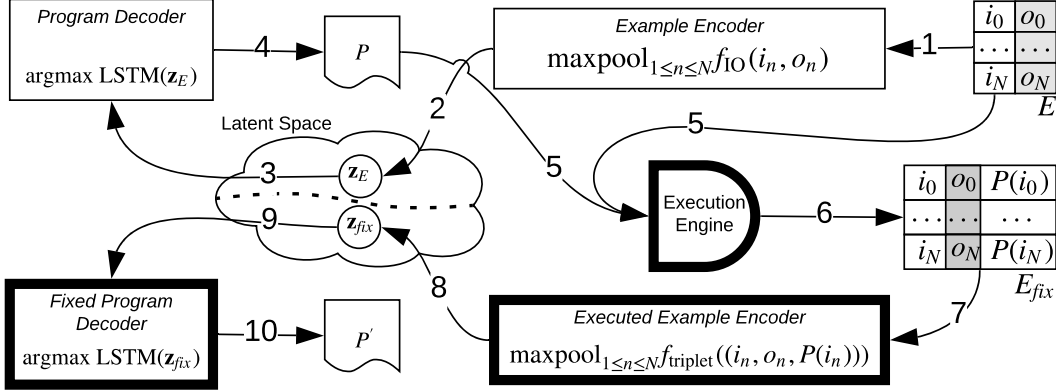 Program Decoder
argmax LSTM(z_E)
4
P
Example Encoder
maxpool_{1≤n≤N} f_IO(i_n, o_n)
1
i_0 o_0
... ...
i_N o_N
E
2
5
Latent Space
3
z_E
5
9
z_fix
Execution
Engine
6
i_0 o_0 P(i_0)
... ... ...
i_N o_N P(i_N)
E_fix
8
7
Fixed Program
Decoder
argmax LSTM(z_fix)
10
P'
Executed Example Encoder
maxpool_{1≤n≤N} f_triplet((i_n, o_n, P(i_n)))